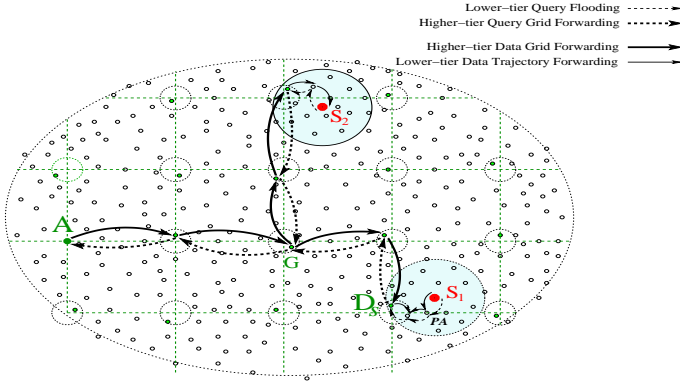 Lower-tier Query Flooding
Higher-tier Query Grid Forwarding
Higher-tier Data Grid Forwarding
Lower-tier Data Trajectory Forwarding
S2
A
G
S1
DS
PA